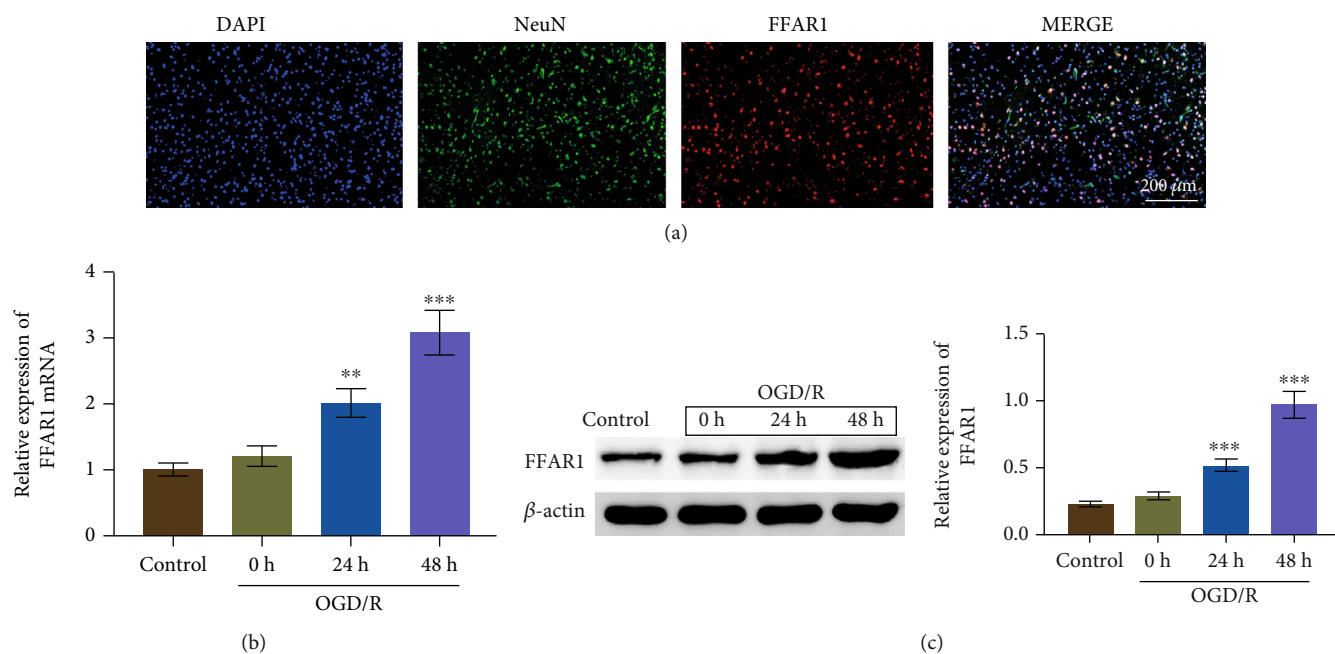 DAPI NeuN FFAR1 MERGE
200 μm
(a)
Relative expression of
FFAR1 mRNA
4
3
2
1
0
**
***
Control 0 h 24 h 48 h
OGD/R
(b)
OGD/R
Control 0 h 24 h 48 h
FFAR1
β-actin
Relative expression of
FFAR1
1.5
1.0
0.5
0.0
***
***
Control 0 h 24 h 48 h
OGD/R
(c)